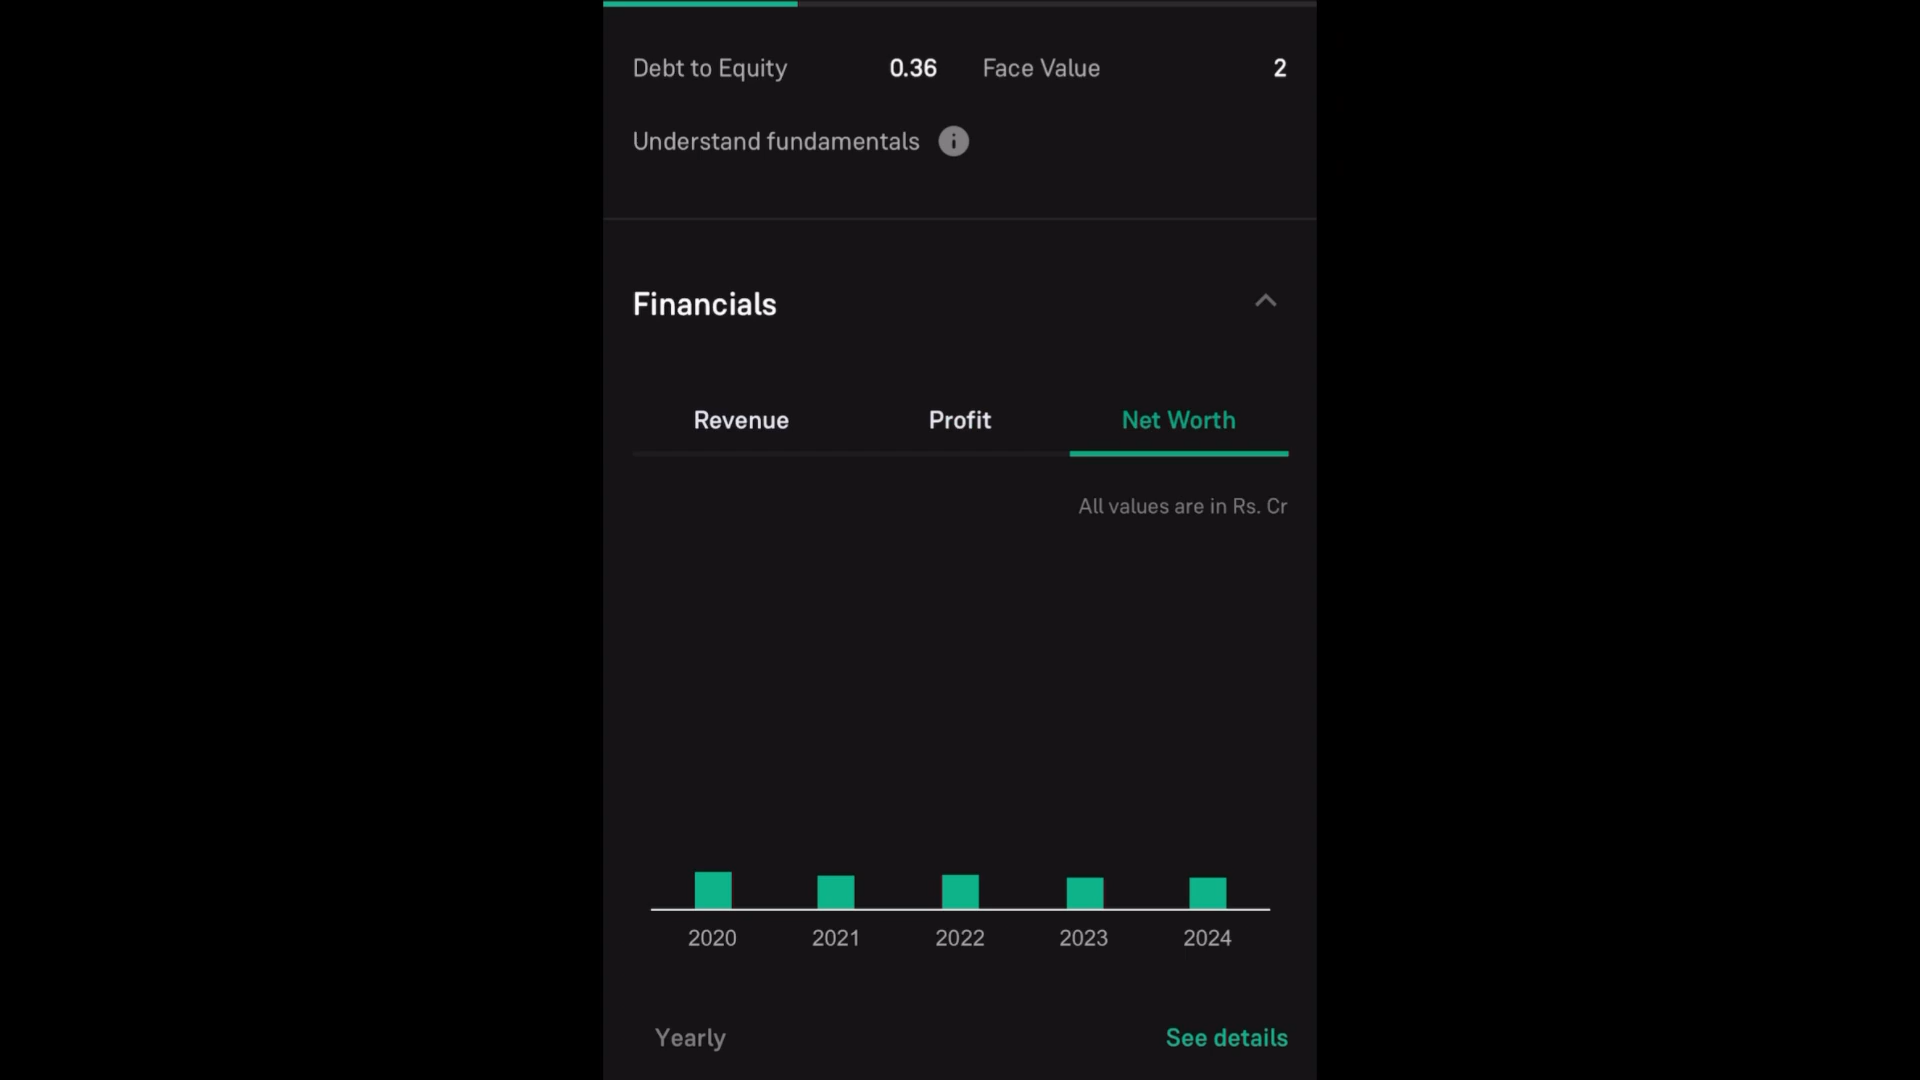 Debt to Equity 0.36 Face Value 2
Understand fundamentals
Financials
Revenue Profit Net Worth
All values are in Rs. Cr
2020 2021 2022 2023 2024
Yearly See details